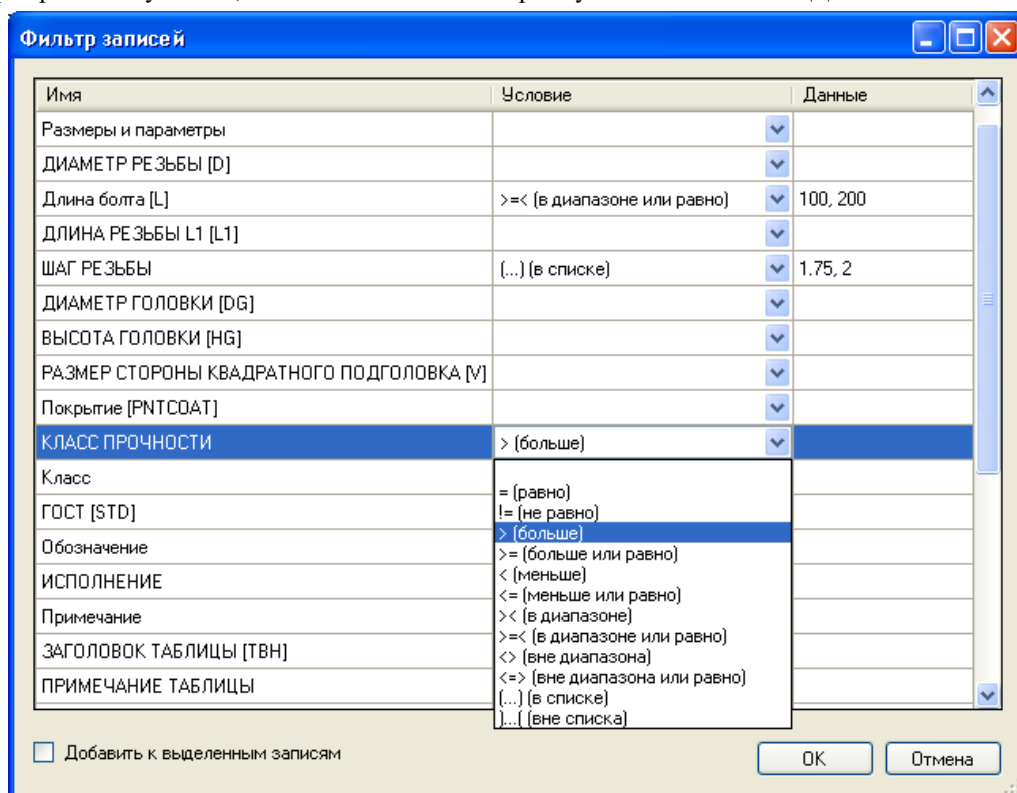 Фильтр записей
Имя Условие Данные
Размеры и параметры
ДИАМЕТР РЕЗЬБЫ [D]
Длина болта [L] >=< (в диапазоне или равно) 100, 200
ДЛИНА РЕЗЬБЫ L1 [L1]
ШАГ РЕЗЬБЫ (...) (в списке) 1.75, 2
ДИАМЕТР ГОЛОВКИ [DG]
ВЫСОТА ГОЛОВКИ [HG]
РАЗМЕР СТОРОНЫ КВАДРАТНОГО ПОДГОЛОВКА [V]
Покрытие [PNTCOAT]
КЛАСС ПРОЧНОСТИ > (больше)
Класс
ГОСТ [STD]
Обозначение
ИСПОЛНЕНИЕ
Примечание
ЗАГОЛОВОК ТАБЛИЦЫ [TBH]
ПРИМЕЧАНИЕ ТАБЛИЦЫ
= (равно)
!= (не равно)
> (больше)
>= (больше или равно)
< (меньше)
<= (меньше или равно)
>< (в диапазоне)
>=< (в диапазоне или равно)
<> (вне диапазона)
<=> (вне диапазона или равно)
(...) (в списке)
)...( (вне списка)
Добавить к выделенным записям
OK Отмена